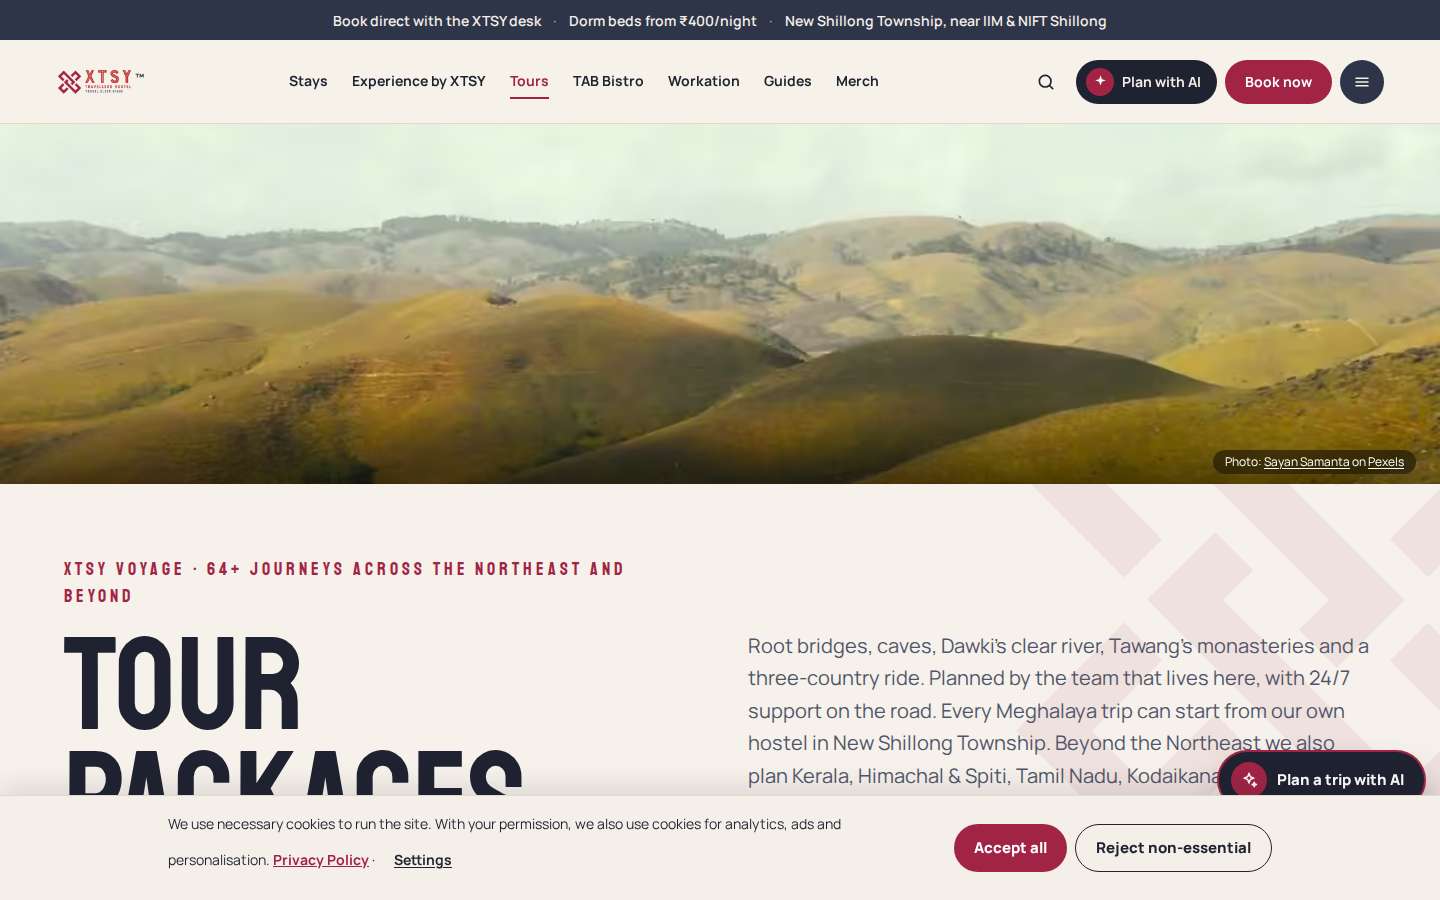 Book direct with the XTSY desk · Dorm beds from ₹400/night · New Shillong Township, near IIM & NIFT Shillong
XTSY™
Stays Experience by XTSY Tours TAB Bistro Workation Guides Merch Plan with AI Book now
Photo: Sayan Samanta on Pexels
XTSY VOYAGE · 64+ JOURNEYS ACROSS THE NORTHEAST AND
BEYOND
TOUR
PACKAGES
Root bridges, caves, Dawki's clear river, Tawang's monasteries and a
three-country ride. Planned by the team that lives here, with 24/7
support on the road. Every Meghalaya trip can start from our own
hostel in New Shillong Township. Beyond the Northeast we also
plan Kerala, Himachal & Spiti, Tamil Nadu,
Plan a trip with AI
We use necessary cookies to run the site. With your permission, we also use cookies for analytics, ads and
personalisation. Privacy Policy · Settings
Accept all
Reject non-essential